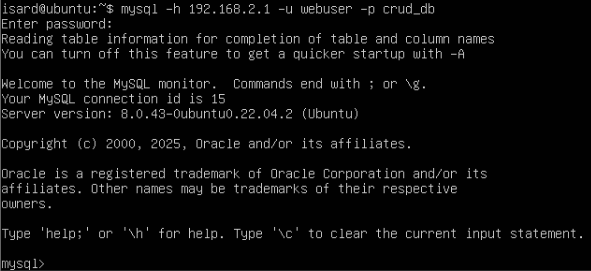 isard@ubuntu:~$ mysql -h 192.168.2.1 -u webuser -p crud_db
Enter password:
Reading table information for completion of table and column names
You can turn off this feature to get a quicker startup with -A
Welcome to the MySQL monitor.  Commands end with ; or \g.
Your MySQL connection id is 15
Server version: 8.0.43-0ubuntu0.22.04.2 (Ubuntu)
Copyright (c) 2000, 2025, Oracle and/or its affiliates.
Oracle is a registered trademark of Oracle Corporation and/or its
affiliates. Other names may be trademarks of their respective
owners.
Type 'help;' or '\h' for help. Type '\c' to clear the current input statement.
mysql>